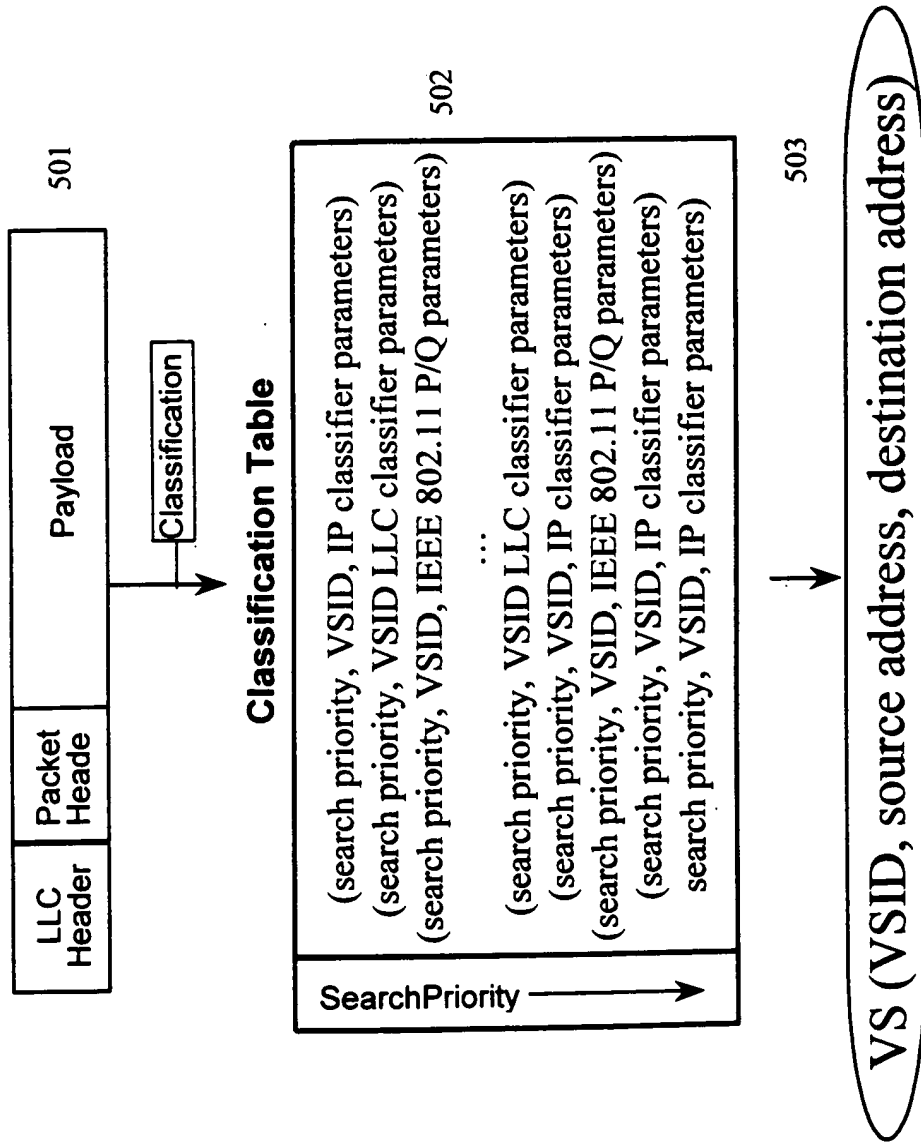 LLC
Header
Packet
Heade
Payload
501
Classification
Classification Table
SearchPriority
(search priority, VSID, IP classifier parameters)
(search priority, VSID LLC classifier parameters)
(search priority, VSID, IEEE 802.11 P/Q parameters)
...
(search priority, VSID LLC classifier parameters)
(search priority, VSID, IP classifier parameters)
(search priority, VSID, IEEE 802.11 P/Q parameters)
(search priority, VSID, IP classifier parameters)
search priority, VSID, IP classifier parameters)
502
503
VS (VSID, source address, destination address)